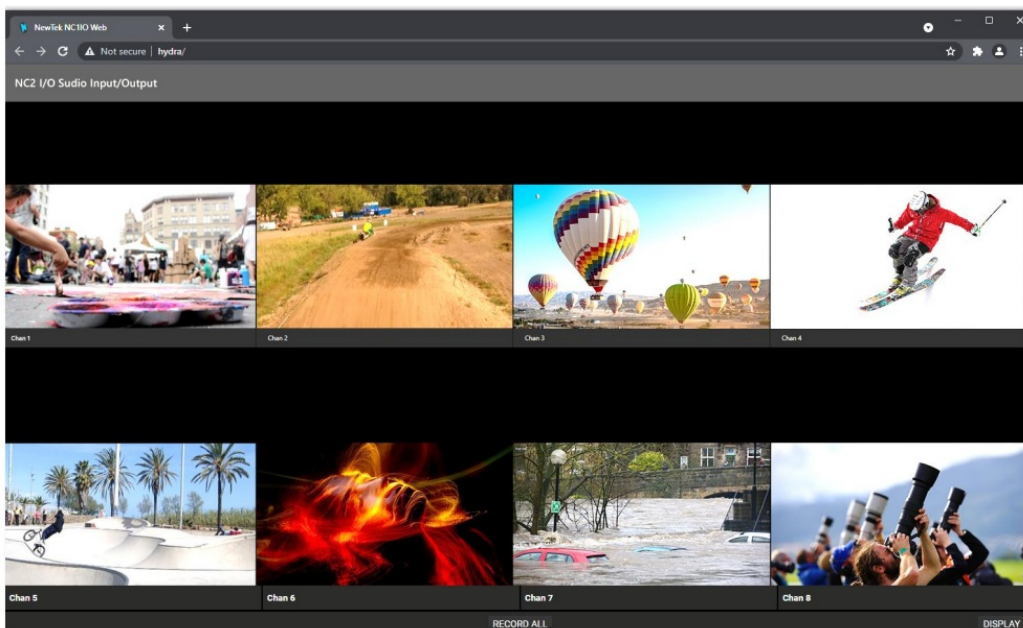 NewTek NC1IO Web
Not secure | hydra/
NC2 I/O Sudio Input/Output
Chan 1
Chan 2
Chan 3
Chan 4
Chan 5
Chan 6
Chan 7
Chan 8
RECORD ALL
DISPLAY